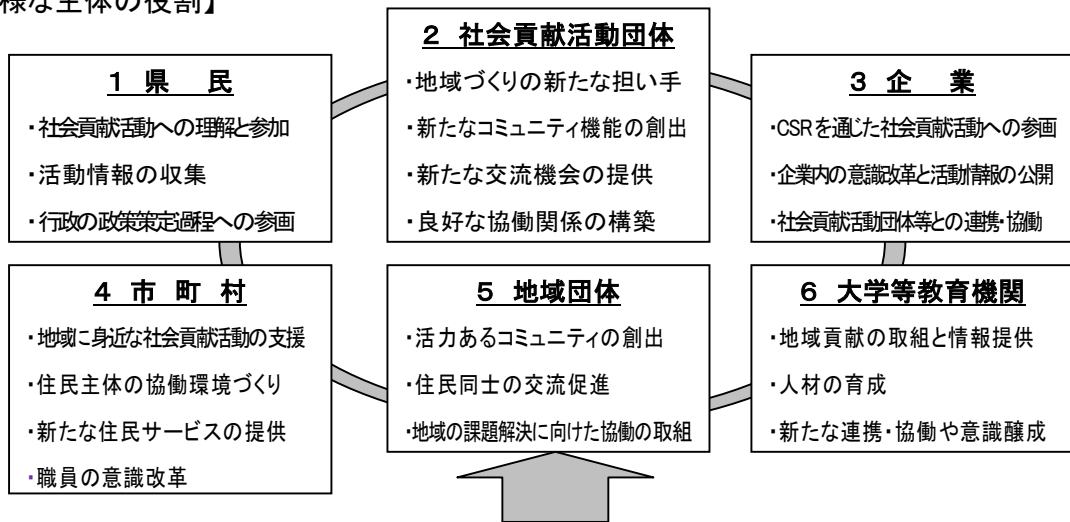 様な主体の役割】
1 県 民
・社会貢献活動への理解と参加
・活動情報の収集
・行政の政策策定過程への参画
2 社会貢献活動団体
・地域づくりの新たな担い手
・新たなコミュニティ機能の創出
・新たな交流機会の提供
・良好な協働関係の構築
3 企 業
・CSRを通じた社会貢献活動への参画
・企業内の意識改革と活動情報の公開
・社会貢献活動団体等との連携・協働
4 市 町 村
・地域に身近な社会貢献活動の支援
・住民主体の協働環境づくり
・新たな住民サービスの提供
・職員の意識改革
5 地域団体
・活力あるコミュニティの創出
・住民同士の交流促進
・地域の課題解決に向けた協働の取組
6 大学等教育機関
・地域貢献の取組と情報提供
・人材の育成
・新たな連携・協働や意識醸成